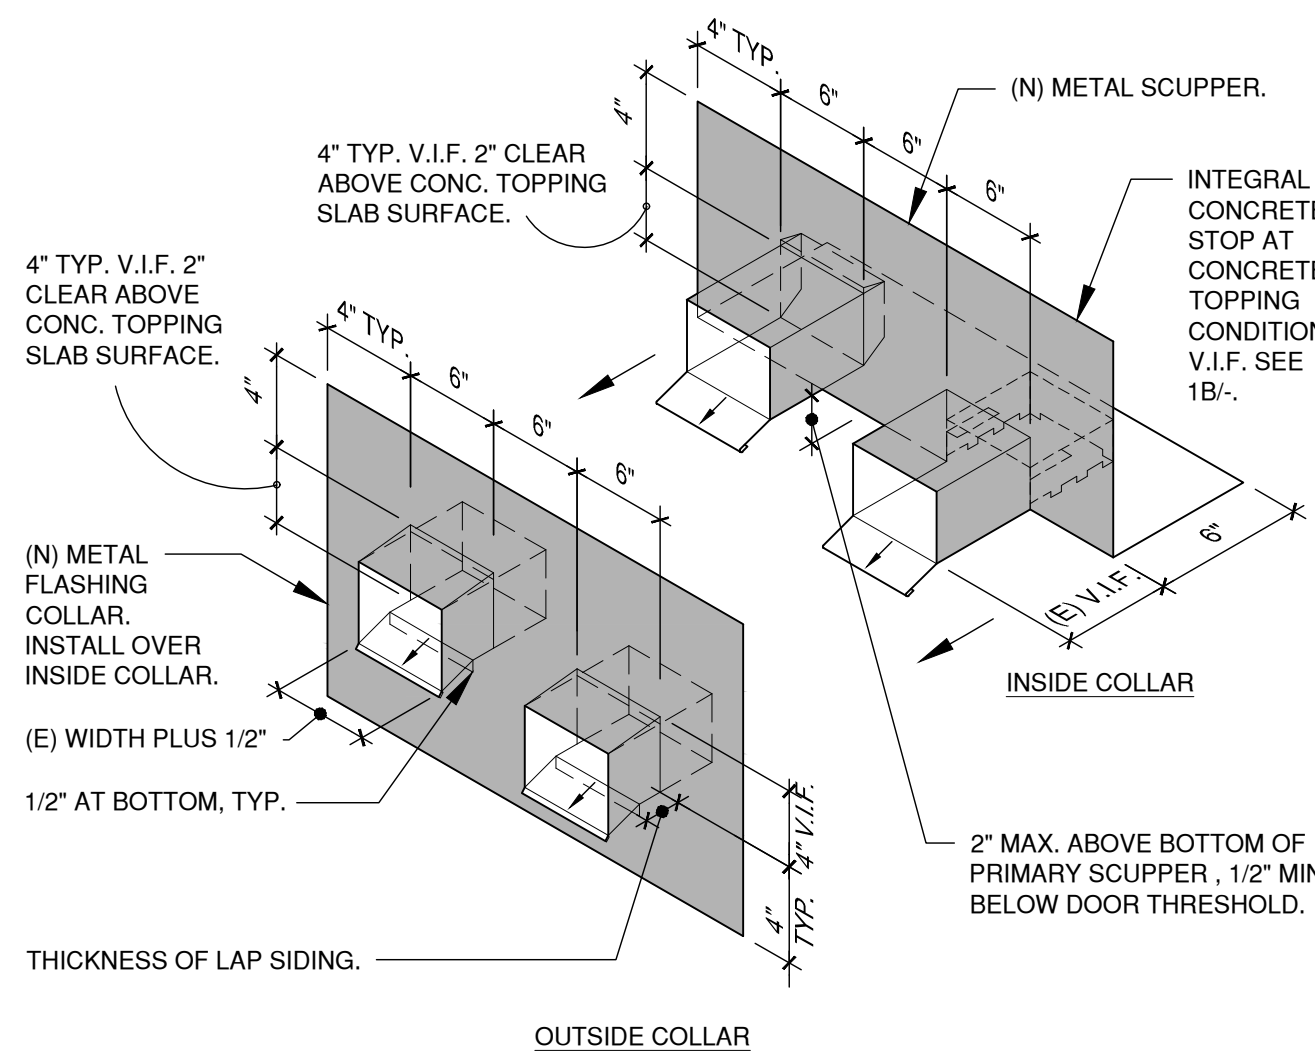 4" TYP.
6"
6"
6"
4"
(N) METAL SCUPPER.
4" TYP. V.I.F. 2" CLEAR
ABOVE CONC. TOPPING
SLAB SURFACE.
INTEGRAL
CONCRETE
STOP AT
CONCRETE
TOPPING
CONDITION
V.I.F. SEE
1B/-.
4" TYP. V.I.F. 2"
CLEAR ABOVE
CONC. TOPPING
SLAB SURFACE.
4" TYP.
6"
6"
6"
4"
6"
(E) V.I.F.
INSIDE COLLAR
(N) METAL
FLASHING
COLLAR.
INSTALL OVER
INSIDE COLLAR.
(E) WIDTH PLUS 1/2"
1/2" AT BOTTOM, TYP.
4" V.I.F.
4"
TYP.
2" MAX. ABOVE BOTTOM OF
PRIMARY SCUPPER , 1/2" MIN
BELOW DOOR THRESHOLD.
THICKNESS OF LAP SIDING.
OUTSIDE COLLAR